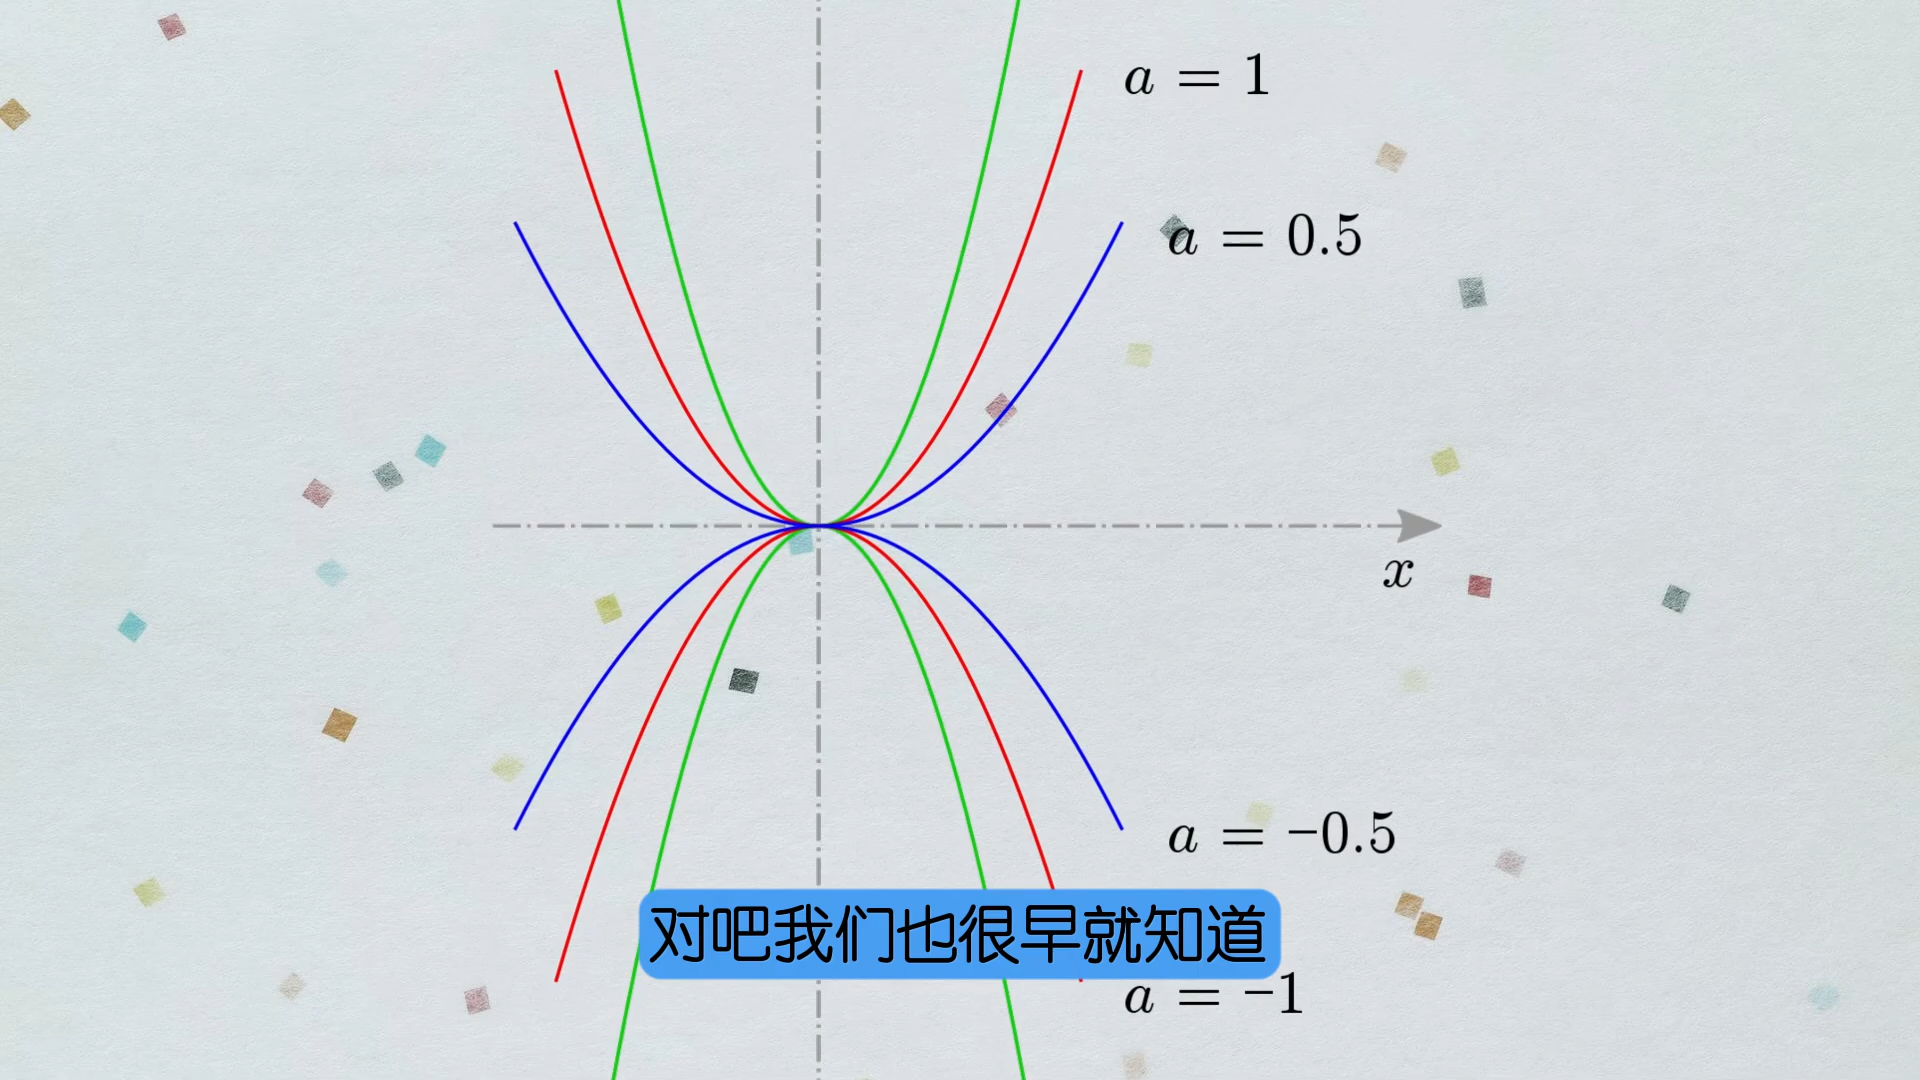 a = 1
a = 0.5
x
a = −0.5
对吧我们也很早就知道
a = −1